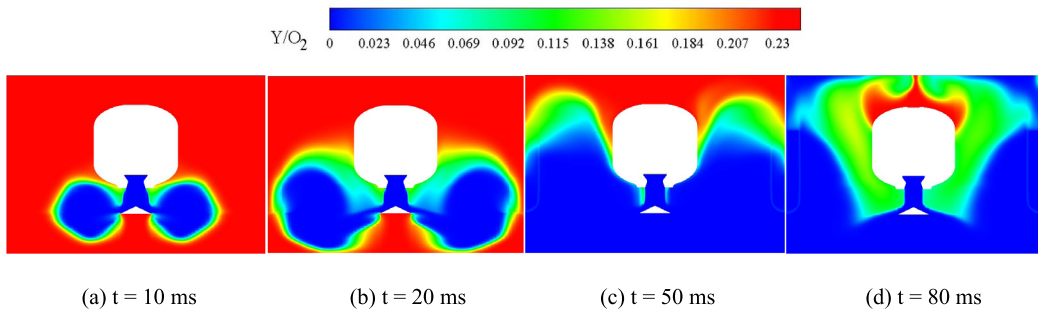 Y/O2
0 0.023 0.046 0.069 0.092 0.115 0.138 0.161 0.184 0.207 0.23
(a) t = 10 ms
(b) t = 20 ms
(c) t = 50 ms
(d) t = 80 ms